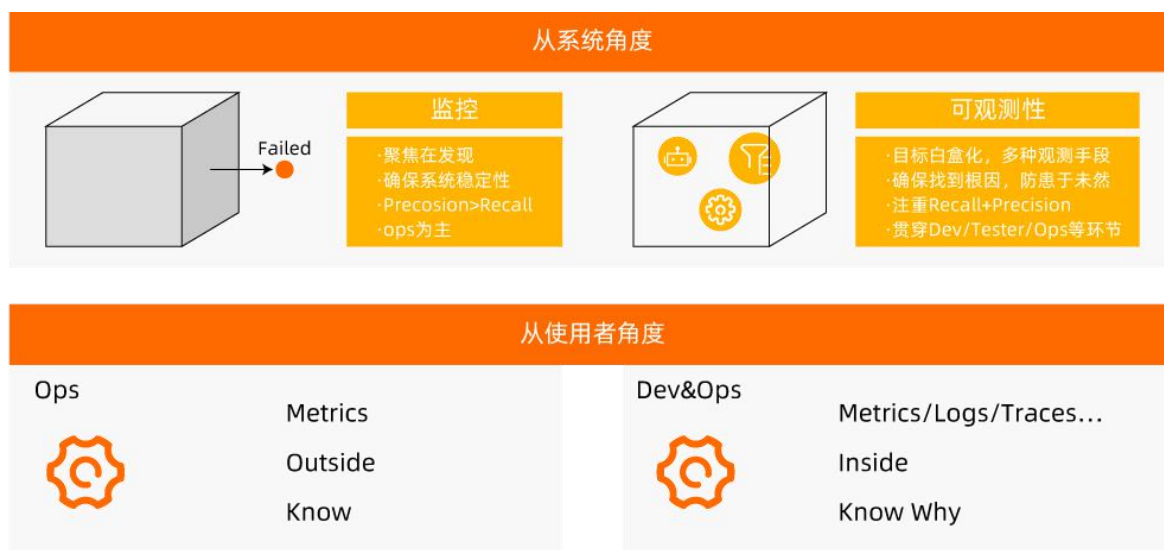 从系统角度
Failed
监控
·聚焦在发现
·确保系统稳定性
·Precosion>Recall
·ops为主
可观测性
·目标白盒化，多种观测手段
·确保找到根因，防患于未然
·注重Recall+Precision
·贯穿Dev/Tester/Ops等环节
从使用者角度
Ops
Metrics
Outside
Know
Dev&Ops
Metrics/Logs/Traces...
Inside
Know Why